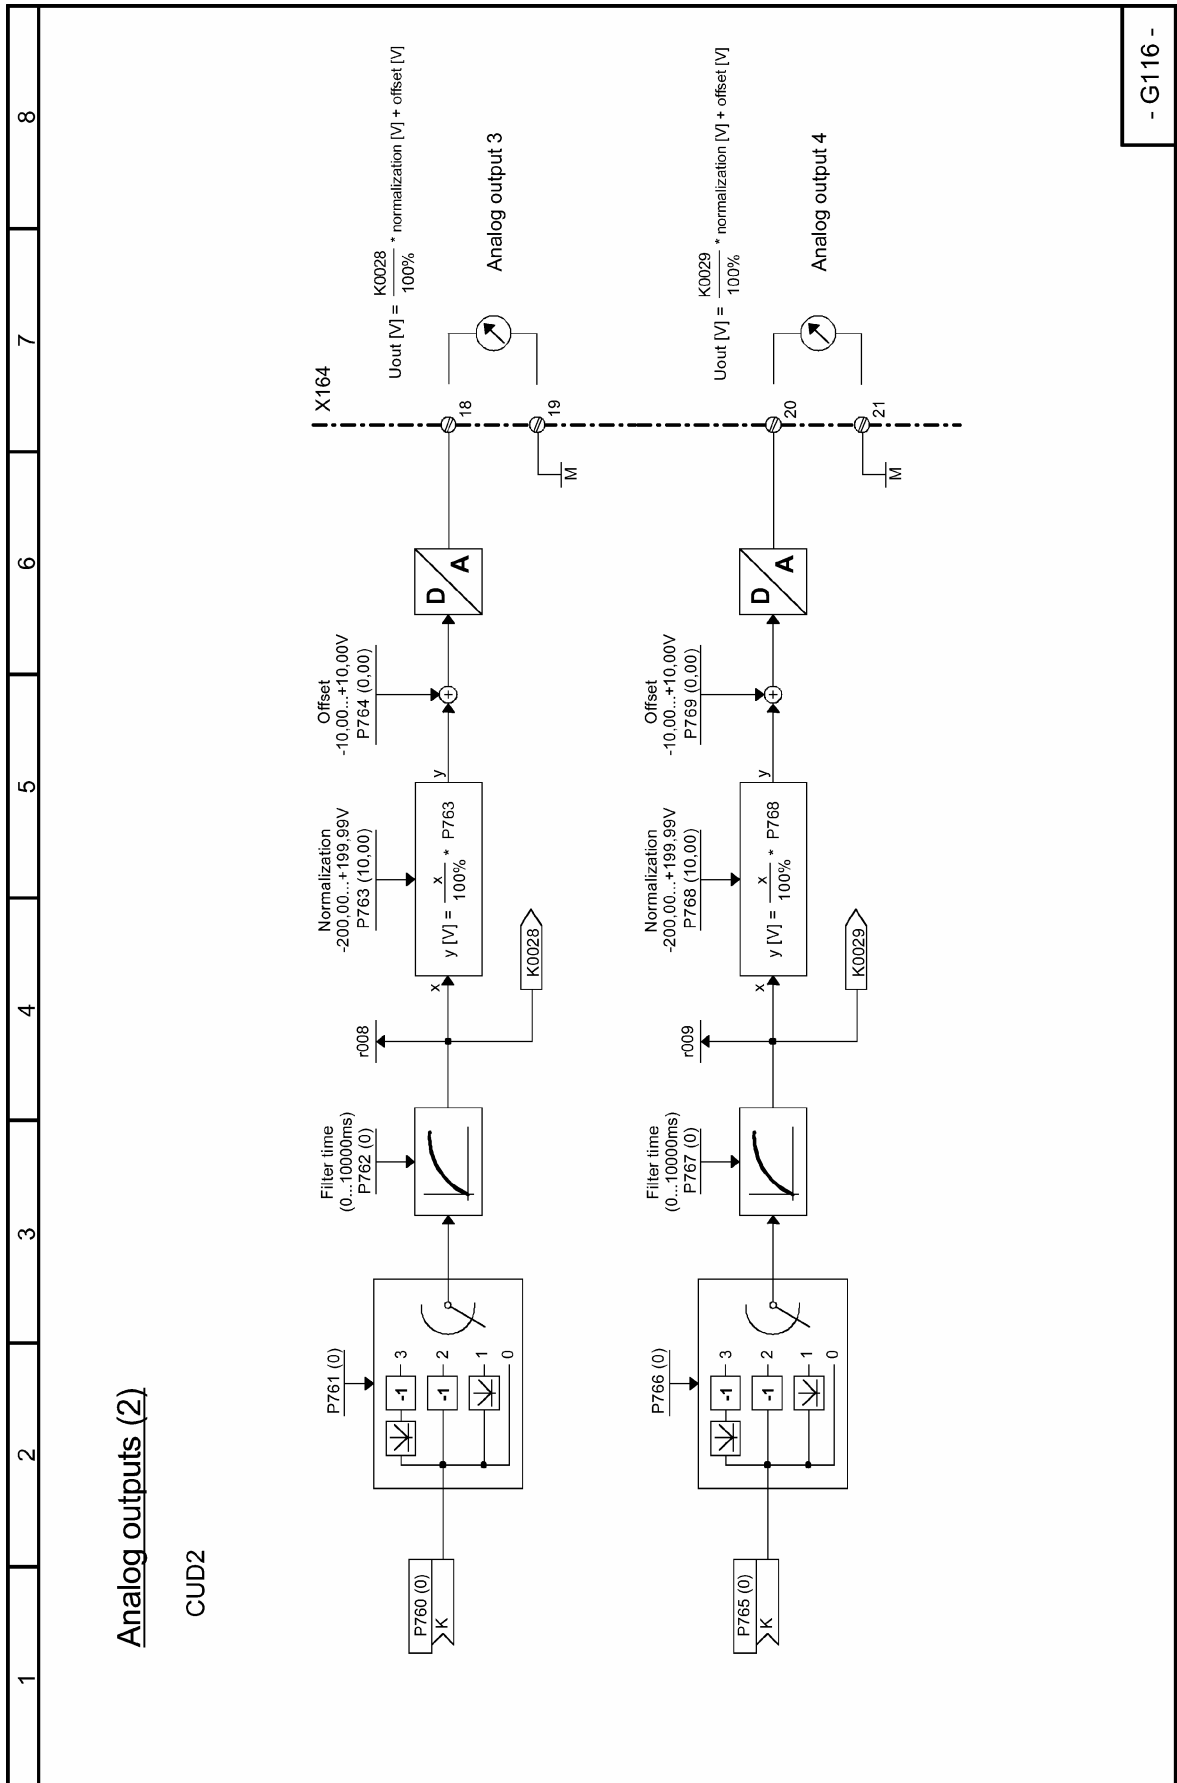 Analog outputs (2)
CUD2
P760 (0)
K
P761 (0)
-1
3
-1
2
1
0
Filter time
(0...10000ms)
P762 (0)
r008
K0028
Normalization
-200,00...+199,99V
P763 (10,00)
x
y [V] = x / 100% * P763
y
Offset
-10,00...+10,00V
P764 (0,00)
+
D
A
X164
18
19
M
Uout [V] = K0028 / 100% * normalization [V] + offset [V]
Analog output 3
P765 (0)
K
P766 (0)
-1
3
-1
2
1
0
Filter time
(0...10000ms)
P767 (0)
r009
K0029
Normalization
-200,00...+199,99V
P768 (10,00)
x
y [V] = x / 100% * P768
y
Offset
-10,00...+10,00V
P769 (0,00)
+
D
A
20
21
M
Uout [V] = K0029 / 100% * normalization [V] + offset [V]
Analog output 4
1 2 3 4 5 6 7 8
- G116 -